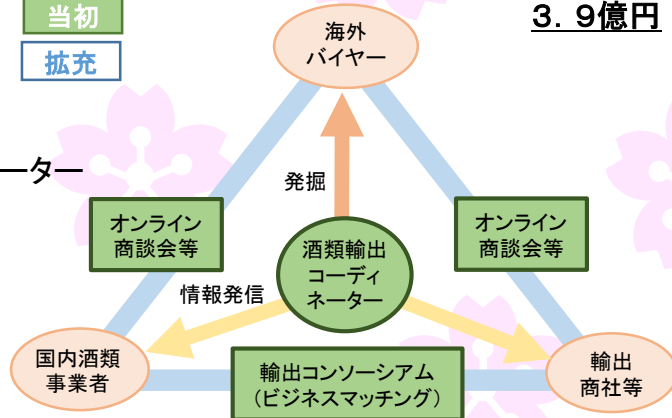 当初
拡充
3．9億円
海外
バイヤー
ーター
発掘
オンライン
商談会等
オンライン
商談会等
酒類輸出
コーディ
ネーター
情報発信
国内酒類
事業者
輸出コンソーシアム
（ビジネスマッチング）
輸出
商社等